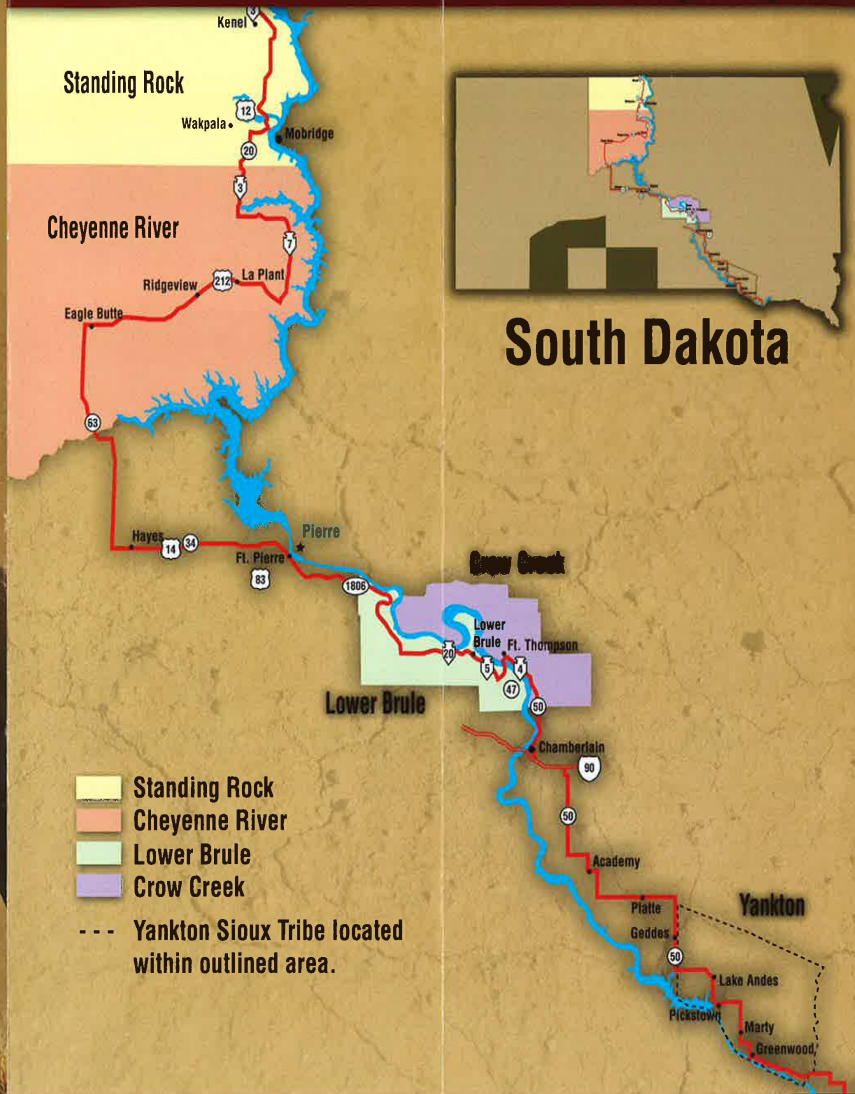 3
Kenel
Standing Rock
12
Wakpala
Mobridge
20
3
Cheyenne River
7
212
La Plant
Ridgeview
Eagle Butte
South Dakota
63
Hayes
14
34
Pierre
Ft. Pierre
83
1806
Crow Creek
Lower
Brule
Ft. Thompson
20
5
4
47
50
Lower Brule
Chamberlain
90
50
Standing Rock
Cheyenne River
Lower Brule
Crow Creek
Yankton Sioux Tribe located
within outlined area.
Academy
Platte
Yankton
Geddes
50
Lake Andes
Pickstown
Marty
Greenwood